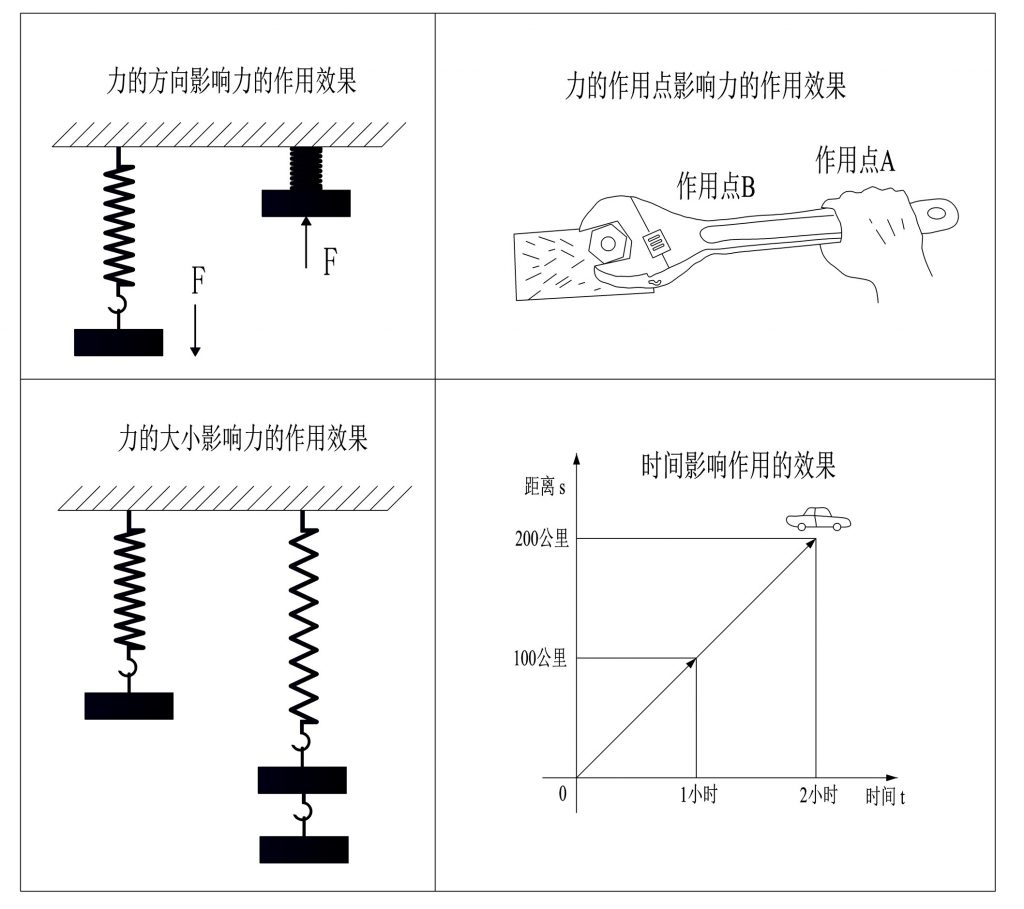 力的方向影响力的作用效果
F
F
力的作用点影响力的作用效果
作用点A
作用点B
力的大小影响力的作用效果
时间影响作用的效果
距离 s
200公里
100公里
0
1小时
2小时
时间 t